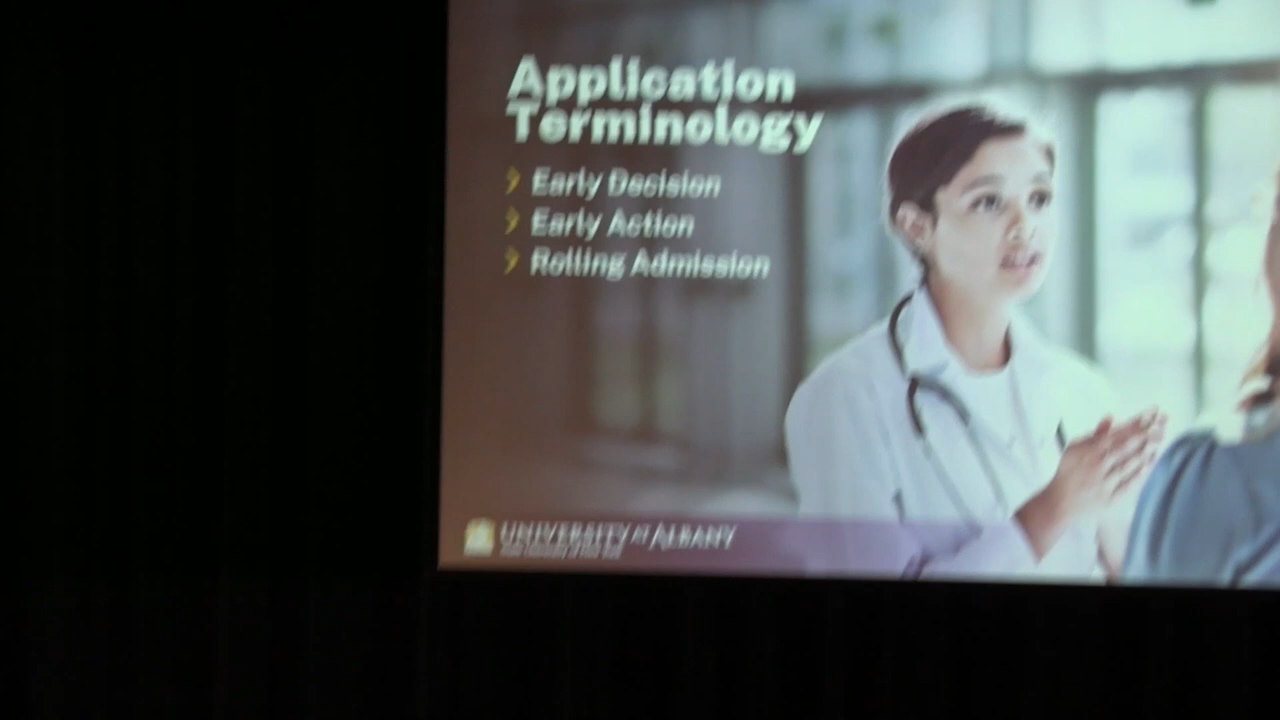 Application
Terminology
Early Decision
Early Action
Rolling Admission
UNIVERSITY AT ALBANY